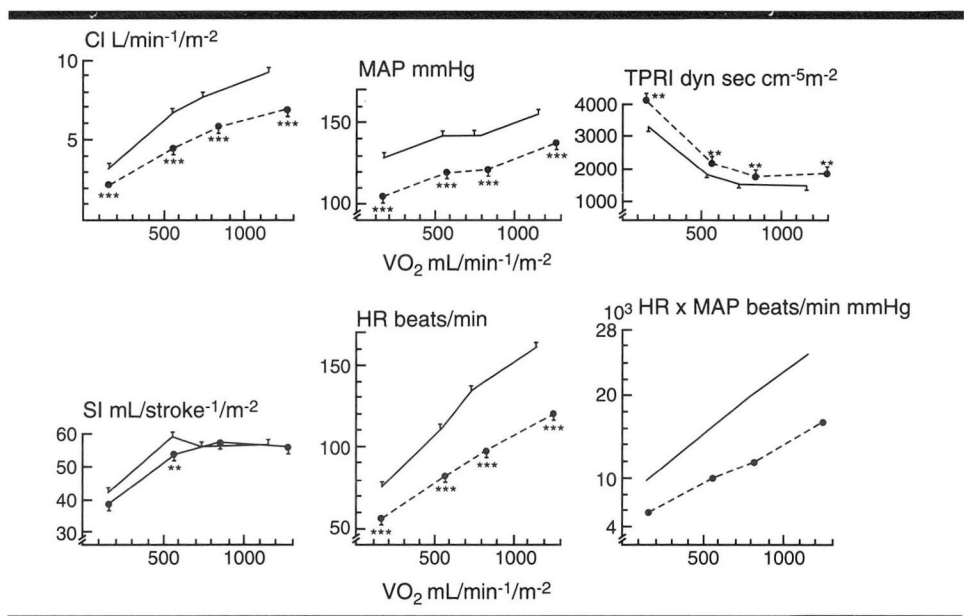 CI L/min⁻¹/m⁻²
10
5
500 1000
MAP mmHg
150
100
500 1000
VO₂ mL/min⁻¹/m⁻²
TPRI dyn sec cm⁻⁵m⁻²
4000
3000
2000
1000
500 1000
*** *** *** ***
*** *** *** ***
** ** ** **
SI mL/stroke⁻¹/m⁻²
60
50
40
30
**
500 1000
HR beats/min
150
100
50
*** *** *** ***
500 1000
VO₂ mL/min⁻¹/m⁻²
10³ HR x MAP beats/min mmHg
28
20
10
4
500 1000